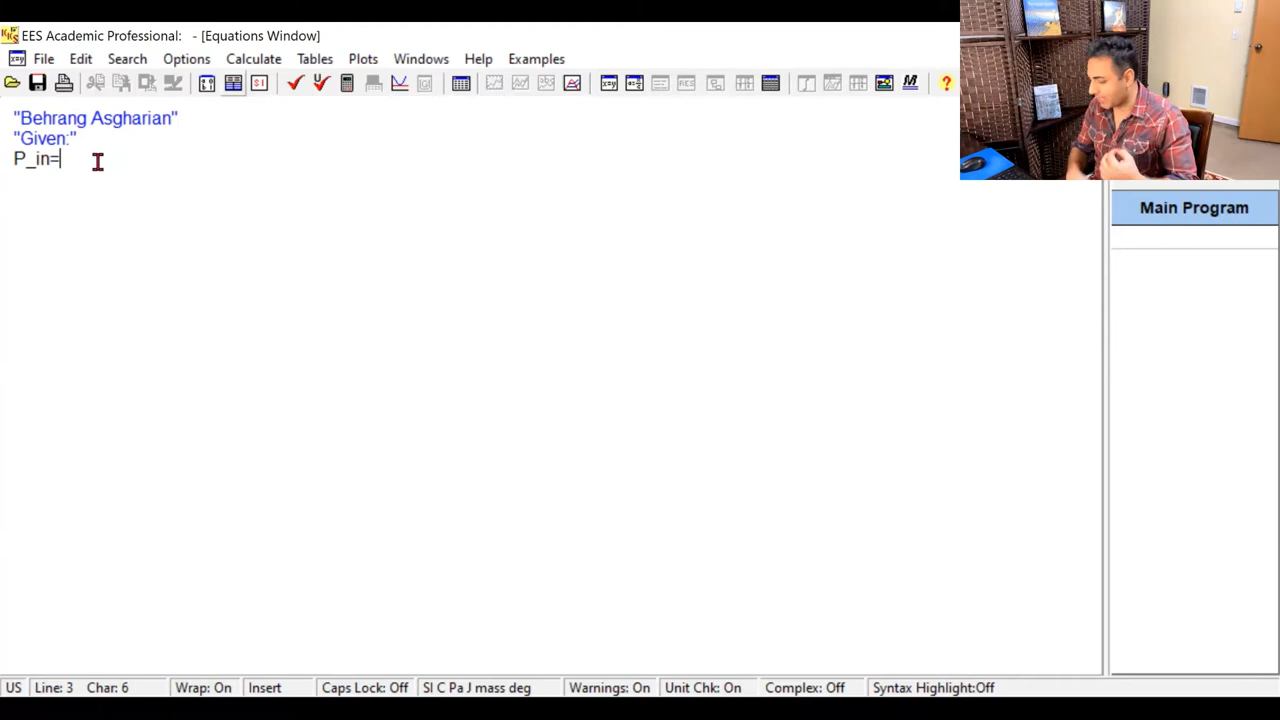 EES Academic Professional: - [Equations Window]
File Edit Search Options Calculate Tables Plots Windows Help Examples
"Behrang Asgharian"
"Given:"
P_in=
Main Program
US Line: 3 Char: 6 Wrap: On Insert Caps Lock: Off SI C Pa J mass deg Warnings: On Unit Chk: On Complex: Off Syntax Highlight:Off